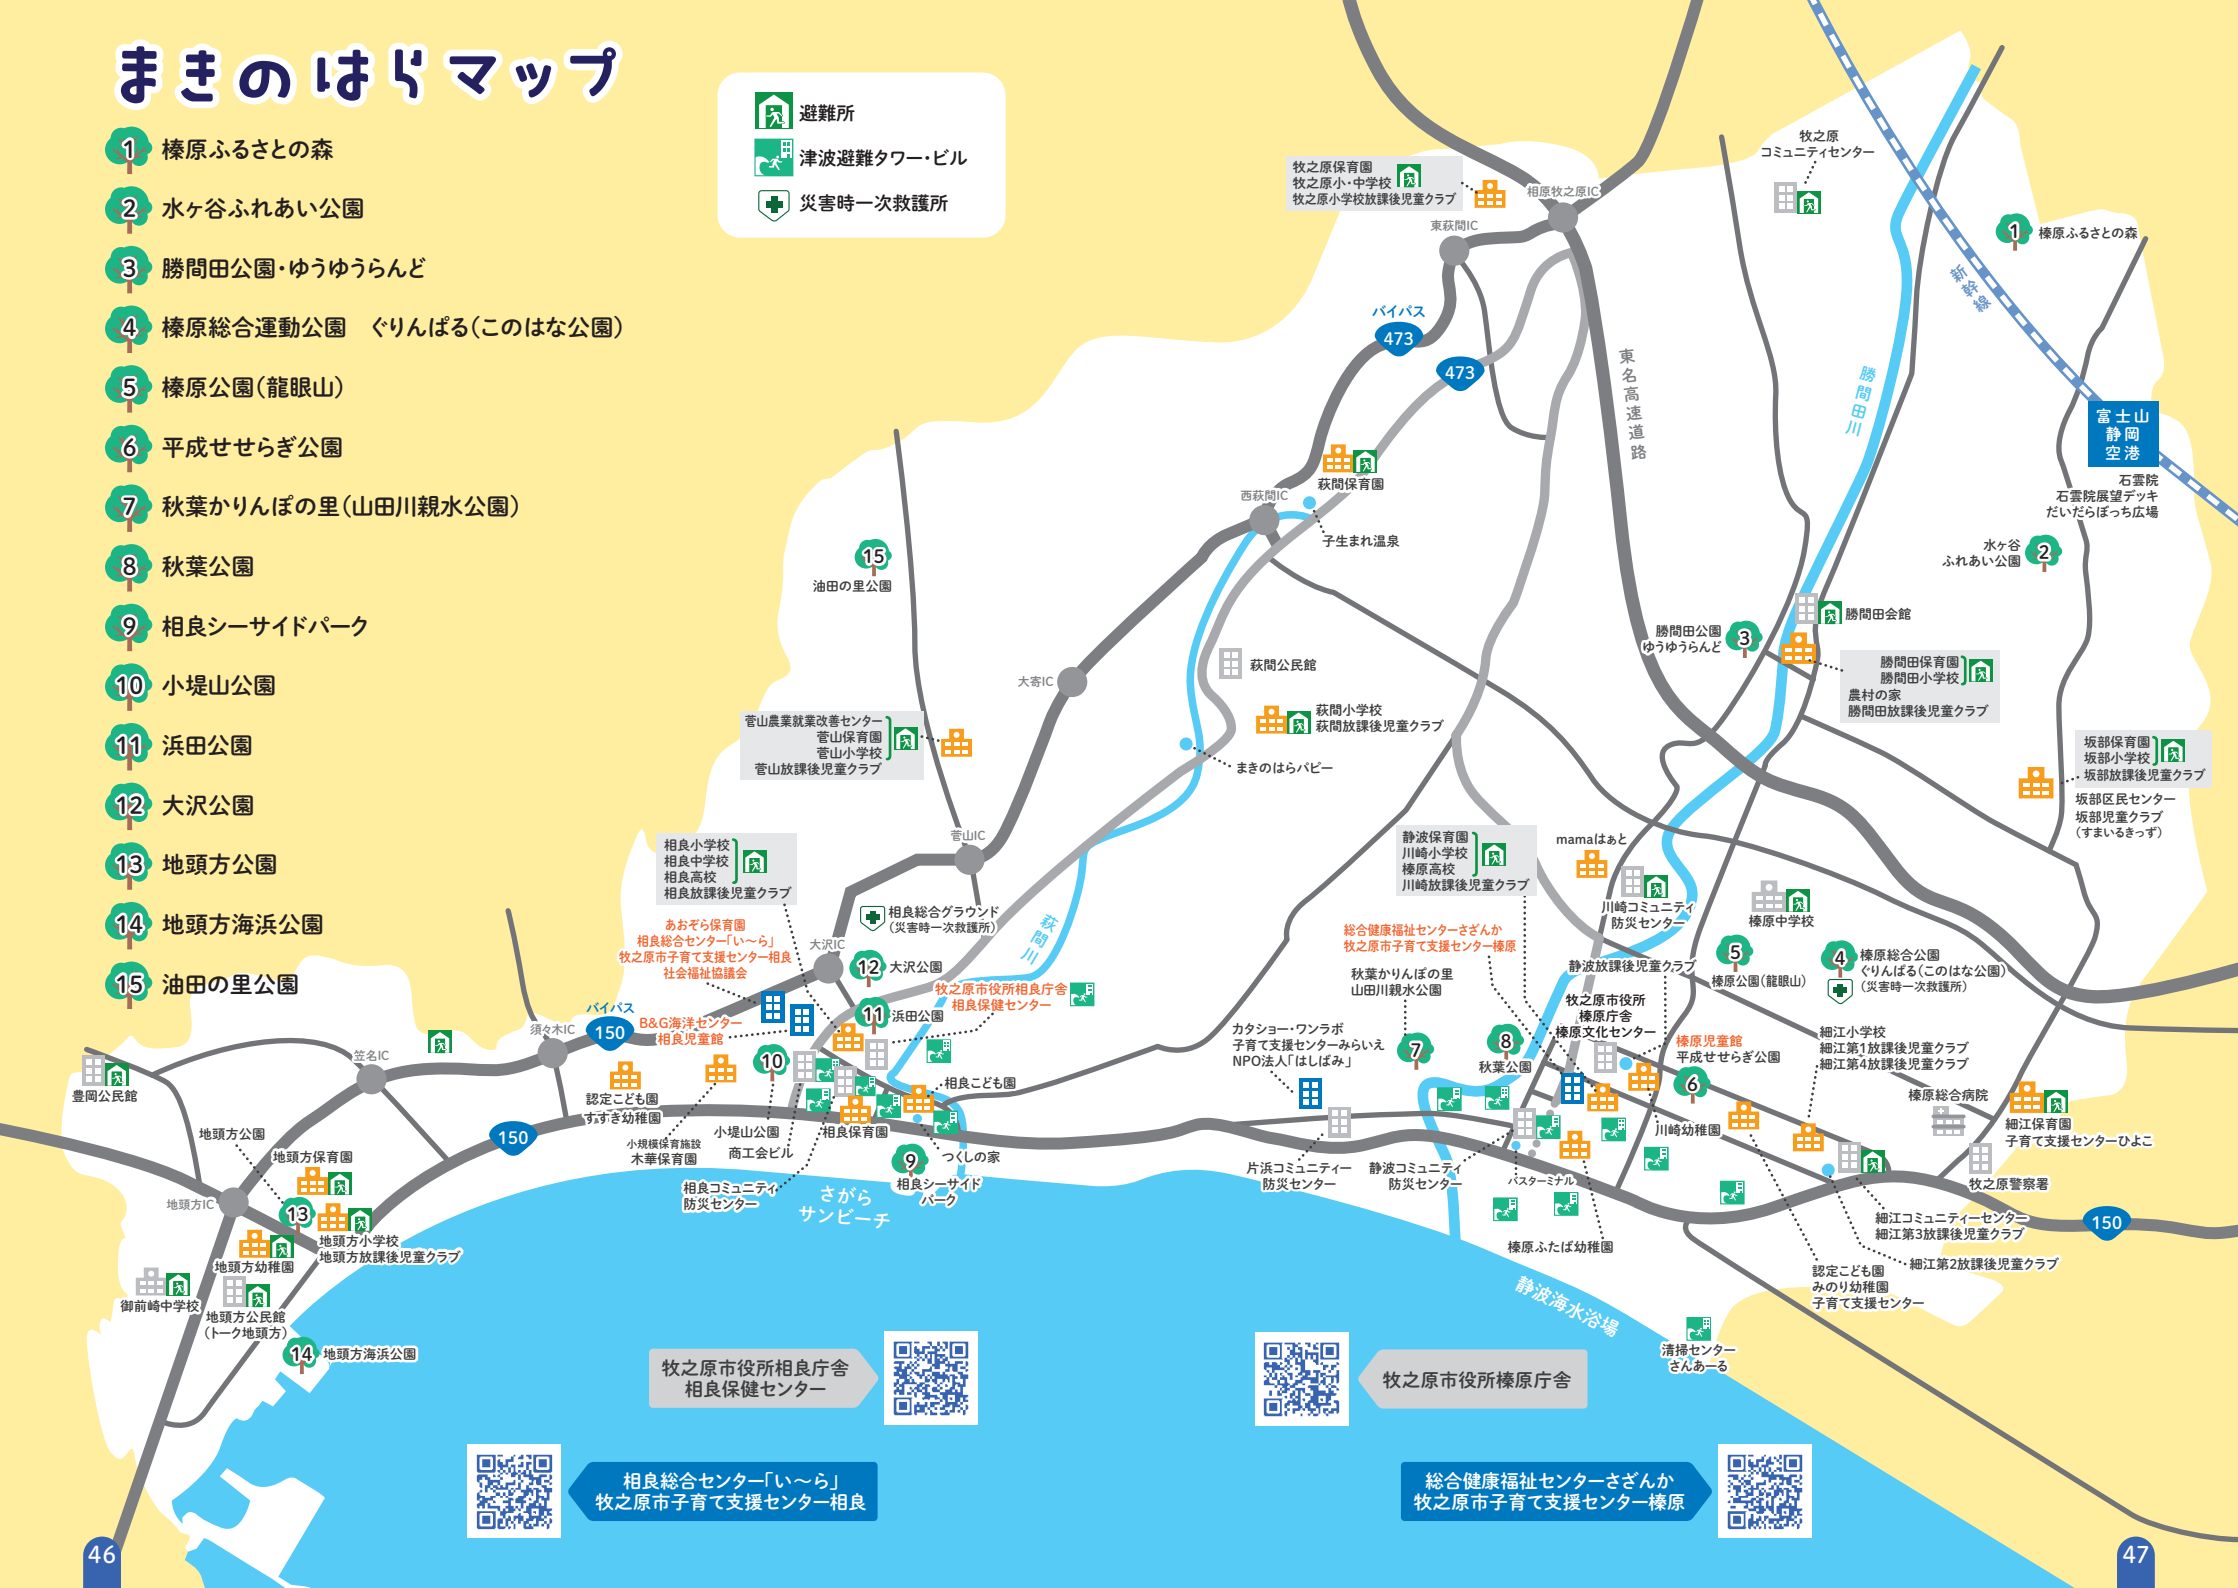 まきのはらマップ
1 榛原ふるさとの森
2 水ヶ谷ふれあい公園
3 勝間田公園・ゆうゆうらんど
4 榛原総合運動公園　ぐりんぱる(このはな公園)
5 榛原公園(龍眼山)
6 平成せせらぎ公園
7 秋葉かりんぽの里(山田川親水公園)
8 秋葉公園
9 相良シーサイドパーク
10 小堤山公園
11 浜田公園
12 大沢公園
13 地頭方公園
14 地頭方海浜公園
15 油田の里公園
避難所
津波避難タワー・ビル
災害時一次救護所
牧之原保育園
牧之原小・中学校
牧之原小学校放課後児童クラブ
相原牧之原IC
東萩間IC
バイパス
473
473
東名高速道路
牧之原
コミュニティセンター
1
榛原ふるさとの森
新幹線
勝間田川
富士山
静岡
空港
石雲院
石雲院展望デッキ
だいだらぼっち広場
水ヶ谷
ふれあい公園
2
萩間保育園
西萩間IC
子生まれ温泉
15
油田の里公園
勝間田会館
勝間田公園
ゆうゆうらんど
3
勝間田保育園
勝間田小学校
農村の家
勝間田放課後児童クラブ
萩間公民館
大寄IC
萩間小学校
萩間放課後児童クラブ
まきのはらバピー
菅山農業就業改善センター
菅山保育園
菅山小学校
菅山放課後児童クラブ
坂部保育園
坂部小学校
坂部放課後児童クラブ
坂部区民センター
坂部児童クラブ
(すまいるきっず)
菅山IC
相良小学校
相良中学校
相良高校
相良放課後児童クラブ
静波保育園
川崎小学校
榛原高校
川崎放課後児童クラブ
mamaはぁと
川崎コミュニティ
防災センター
榛原中学校
相良総合グラウンド
(災害時一次救護所)
萩間川
あおぞら保育園
相良総合センター「い〜ら」
牧之原市子育て支援センター相良
社会福祉協議会
大沢IC
12
大沢公園
牧之原市役所相良庁舎
相良保健センター
11
浜田公園
総合健康福祉センターさざんか
牧之原市子育て支援センター榛原
秋葉かりんぽの里
山田川親水公園
静波放課後児童クラブ
5
榛原公園(龍眼山)
4
榛原総合公園
ぐりんぱる(このはな公園)
(災害時一次救護所)
牧之原市役所
榛原庁舎
榛原文化センター
榛原児童館
平成せせらぎ公園
6
細江小学校
細江第1放課後児童クラブ
細江第4放課後児童クラブ
バイパス
150
B&G海洋センター
相良児童館
須々木IC
笠名IC
豊岡公民館
認定こども園
すすき幼稚園
10
小規模保育施設
木華保育園
小堤山公園
商工会ビル
相良コミュニティ
防災センター
相良保育園
相良こども園
つくしの家
9
相良シーサイド
パーク
カタショー・ワンラボ
子育て支援センターみらいえ
NPO法人「はしばみ」
7
8
秋葉公園
川崎幼稚園
榛原総合病院
細江保育園
子育て支援センターひよこ
牧之原警察署
150
地頭方公園
地頭方保育園
地頭方IC
13
地頭方小学校
地頭方放課後児童クラブ
地頭方幼稚園
御前崎中学校
地頭方公民館
(トーク地頭方)
14
地頭方海浜公園
さがら
サンビーチ
片浜コミュニティー
防災センター
静波コミュニティ
防災センター
バスターミナル
榛原ふたば幼稚園
細江コミュニティーセンター
細江第3放課後児童クラブ
細江第2放課後児童クラブ
認定こども園
みのり幼稚園
子育て支援センター
150
静波海水浴場
清掃センター
さんあーる
牧之原市役所相良庁舎
相良保健センター
牧之原市役所榛原庁舎
相良総合センター「い〜ら」
牧之原市子育て支援センター相良
総合健康福祉センターさざんか
牧之原市子育て支援センター榛原
46
47